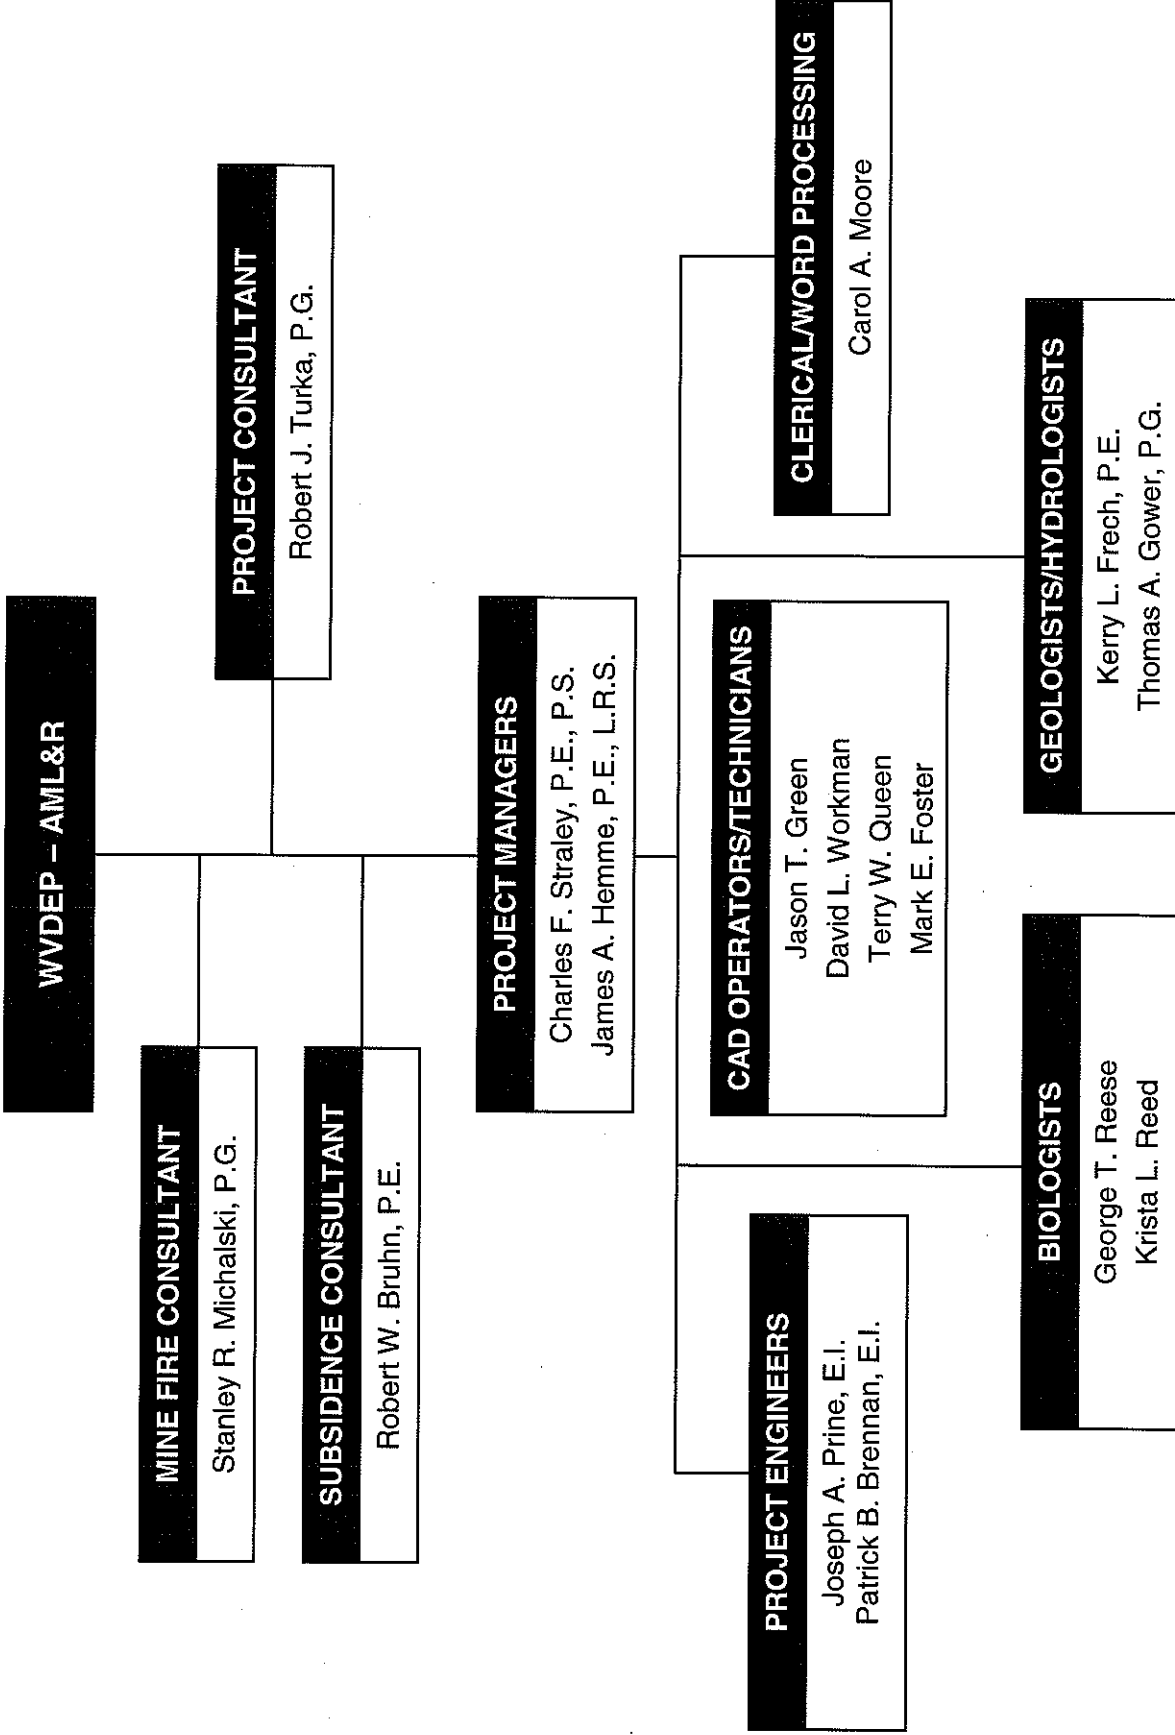 WVDEP – AML&R
MINE FIRE CONSULTANT
Stanley R. Michalski, P.G.
PROJECT CONSULTANT
Robert J. Turka, P.G.
SUBSIDENCE CONSULTANT
Robert W. Bruhn, P.E.
PROJECT MANAGERS
Charles F. Straley, P.E., P.S.
James A. Hemme, P.E., L.R.S.
PROJECT ENGINEERS
Joseph A. Prine, E.I.
Patrick B. Brennan, E.I.
CAD OPERATORS/TECHNICIANS
Jason T. Green
David L. Workman
Terry W. Queen
Mark E. Foster
CLERICAL/WORD PROCESSING
Carol A. Moore
BIOLOGISTS
George T. Reese
Krista L. Reed
GEOLOGISTS/HYDROLOGISTS
Kerry L. Frech, P.E.
Thomas A. Gower, P.G.